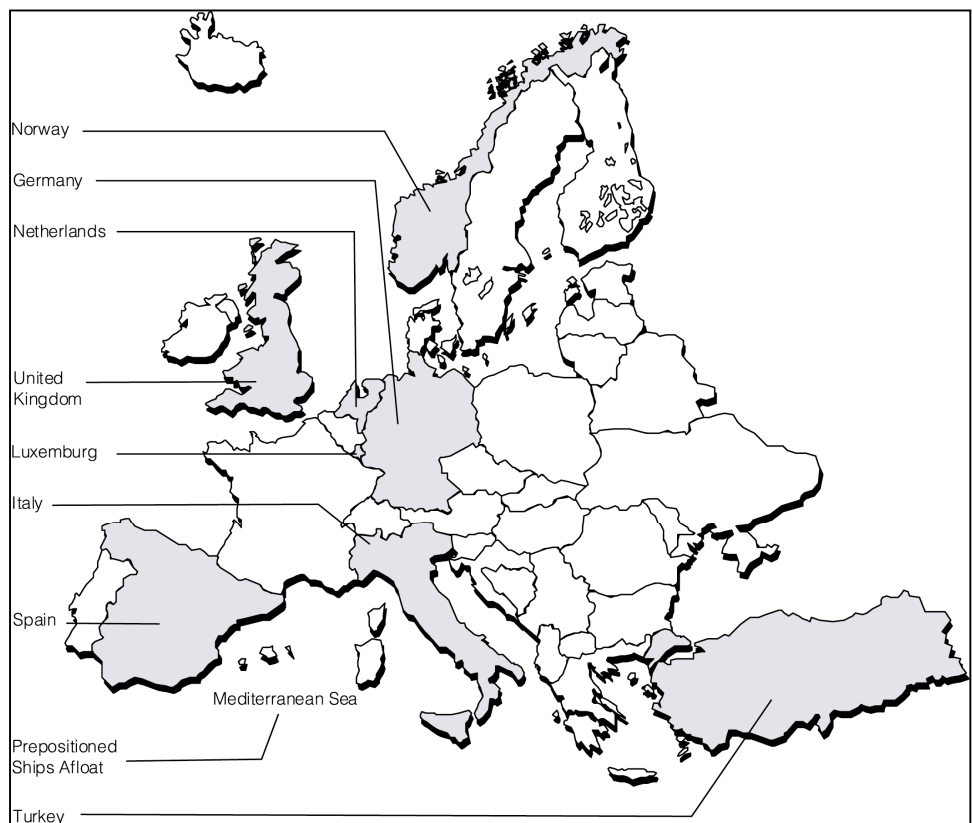 Norway
Germany
Netherlands
United
Kingdom
Luxemburg
Italy
Spain
Mediterranean Sea
Prepositioned
Ships Afloat
Turkey